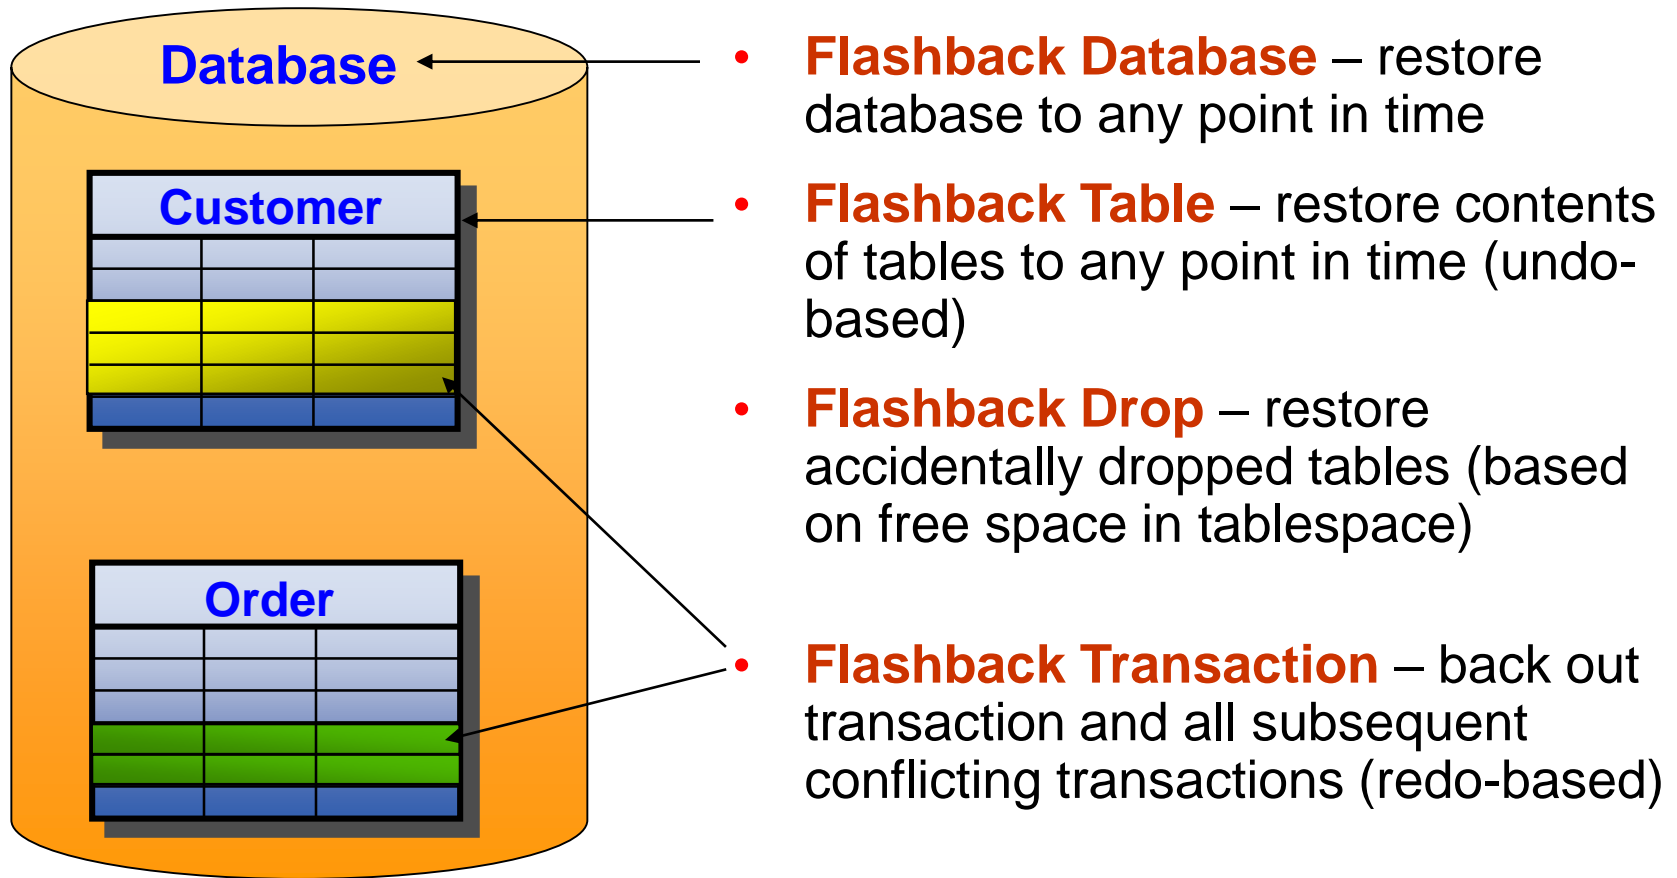 Database
Customer
Order
• Flashback Database – restore
database to any point in time
• Flashback Table – restore contents
of tables to any point in time (undo-
based)
• Flashback Drop – restore
accidentally dropped tables (based
on free space in tablespace)
• Flashback Transaction – back out
transaction and all subsequent
conflicting transactions (redo-based)